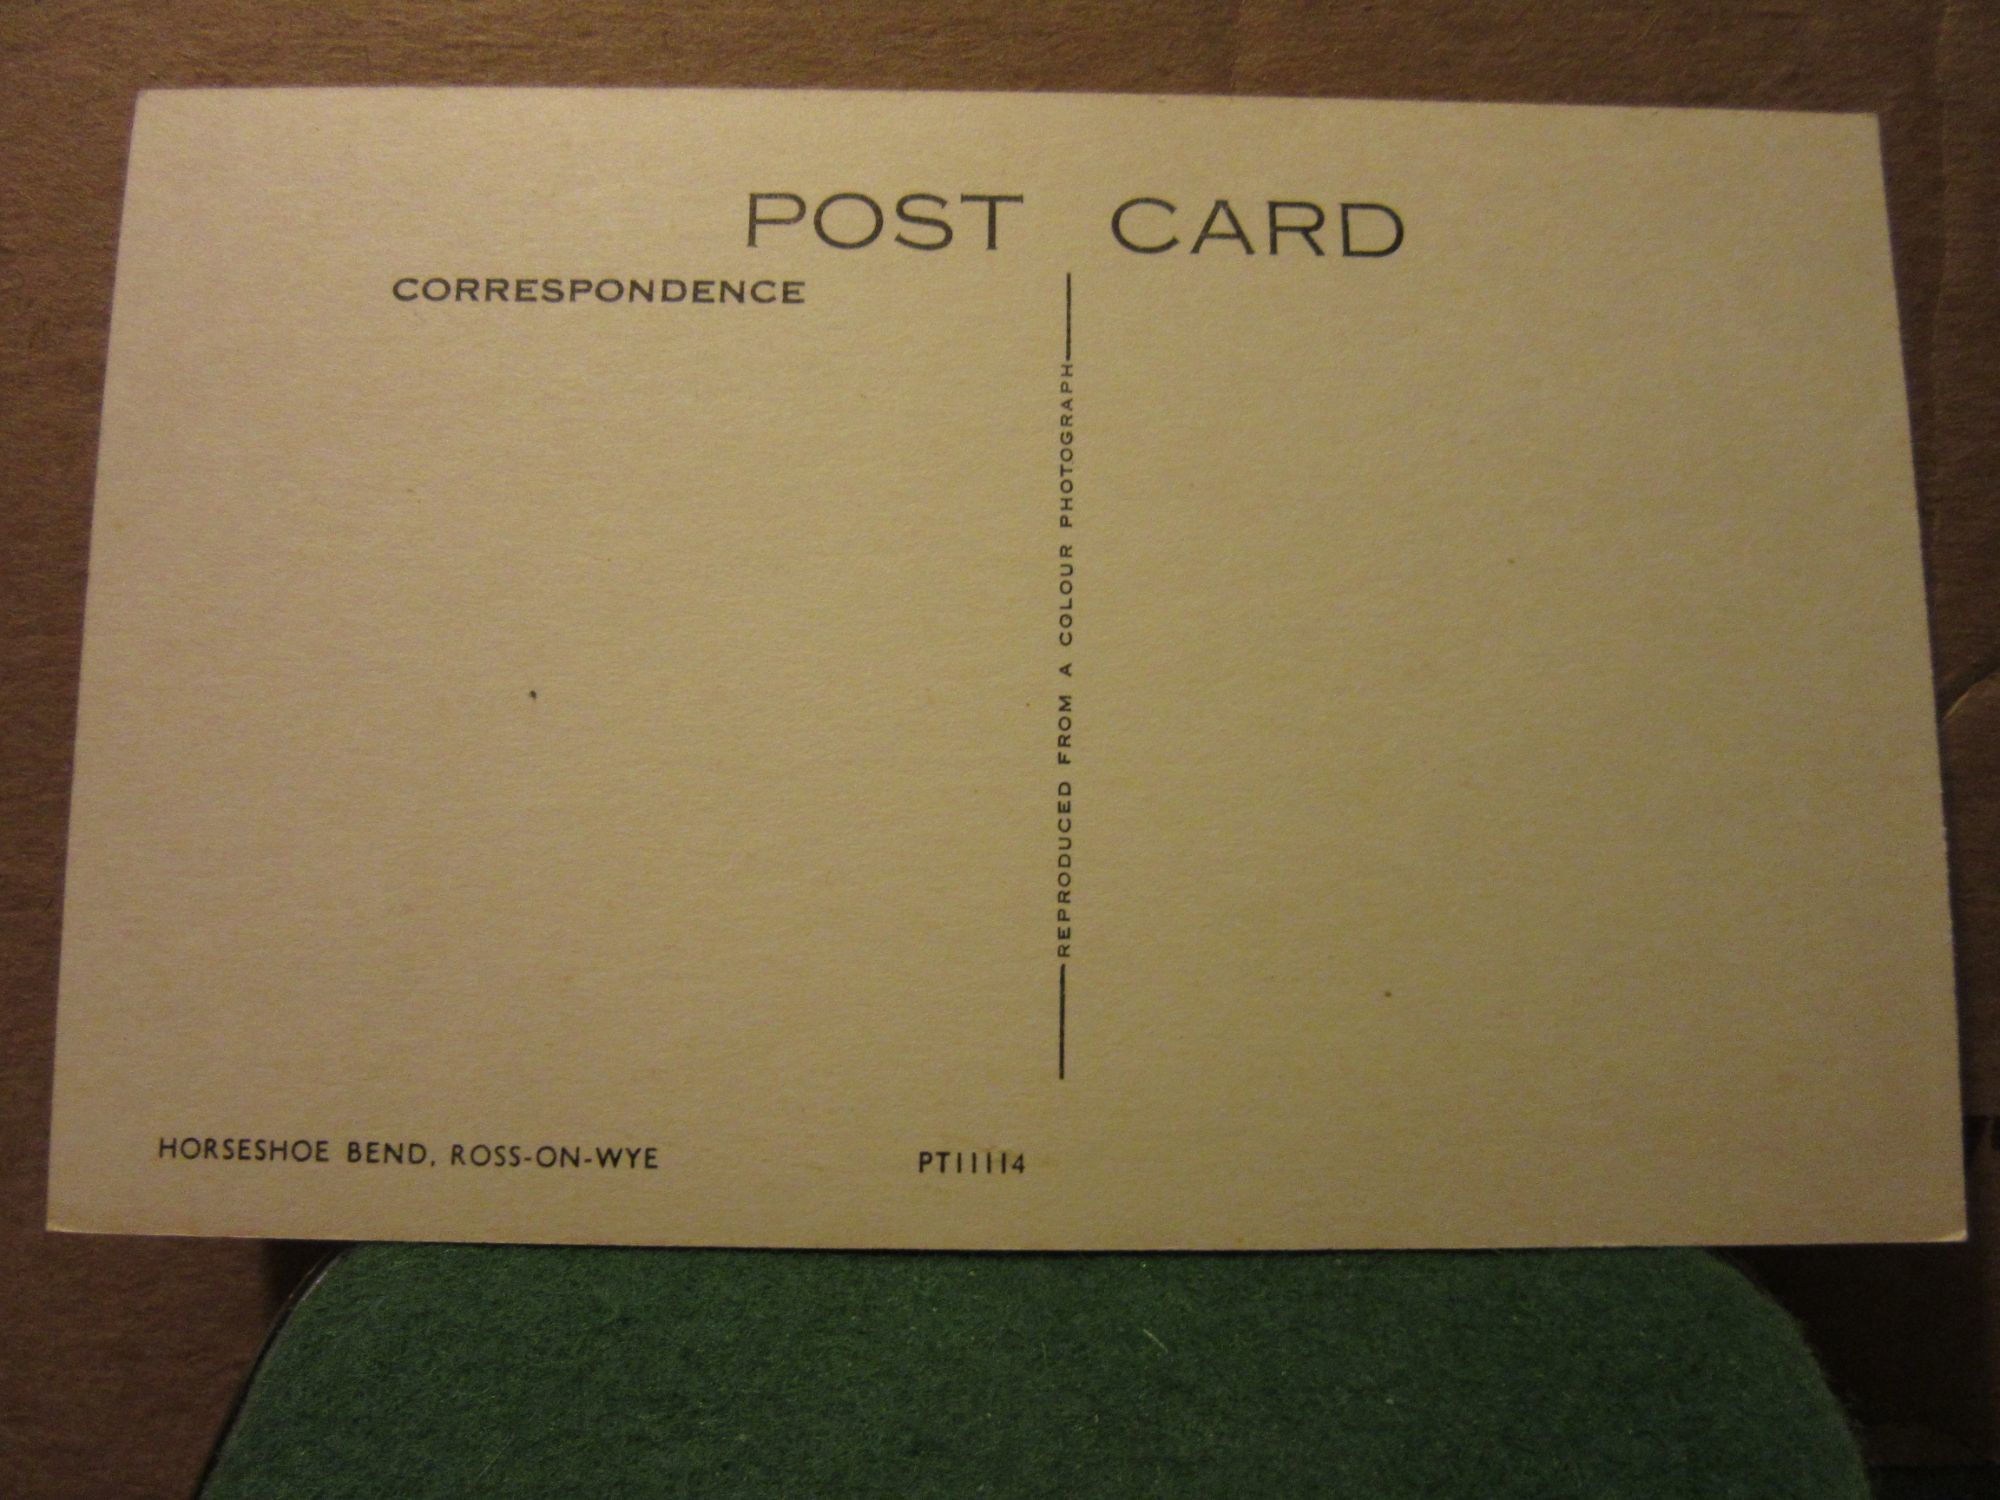 POST CARD
CORRESPONDENCE
REPRODUCED FROM A COLOUR PHOTOGRAPH
HORSESHOE BEND, ROSS-ON-WYE
PT11114